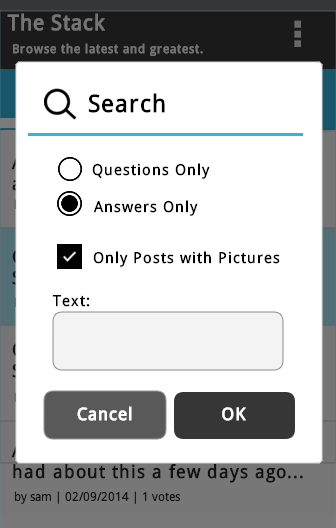 The Stack
Browse the latest and greatest.
Search
Questions Only
Answers Only
Only Posts with Pictures
Text:
Cancel
OK
had about this a few days ago...
by sam | 02/09/2014 | 1 votes